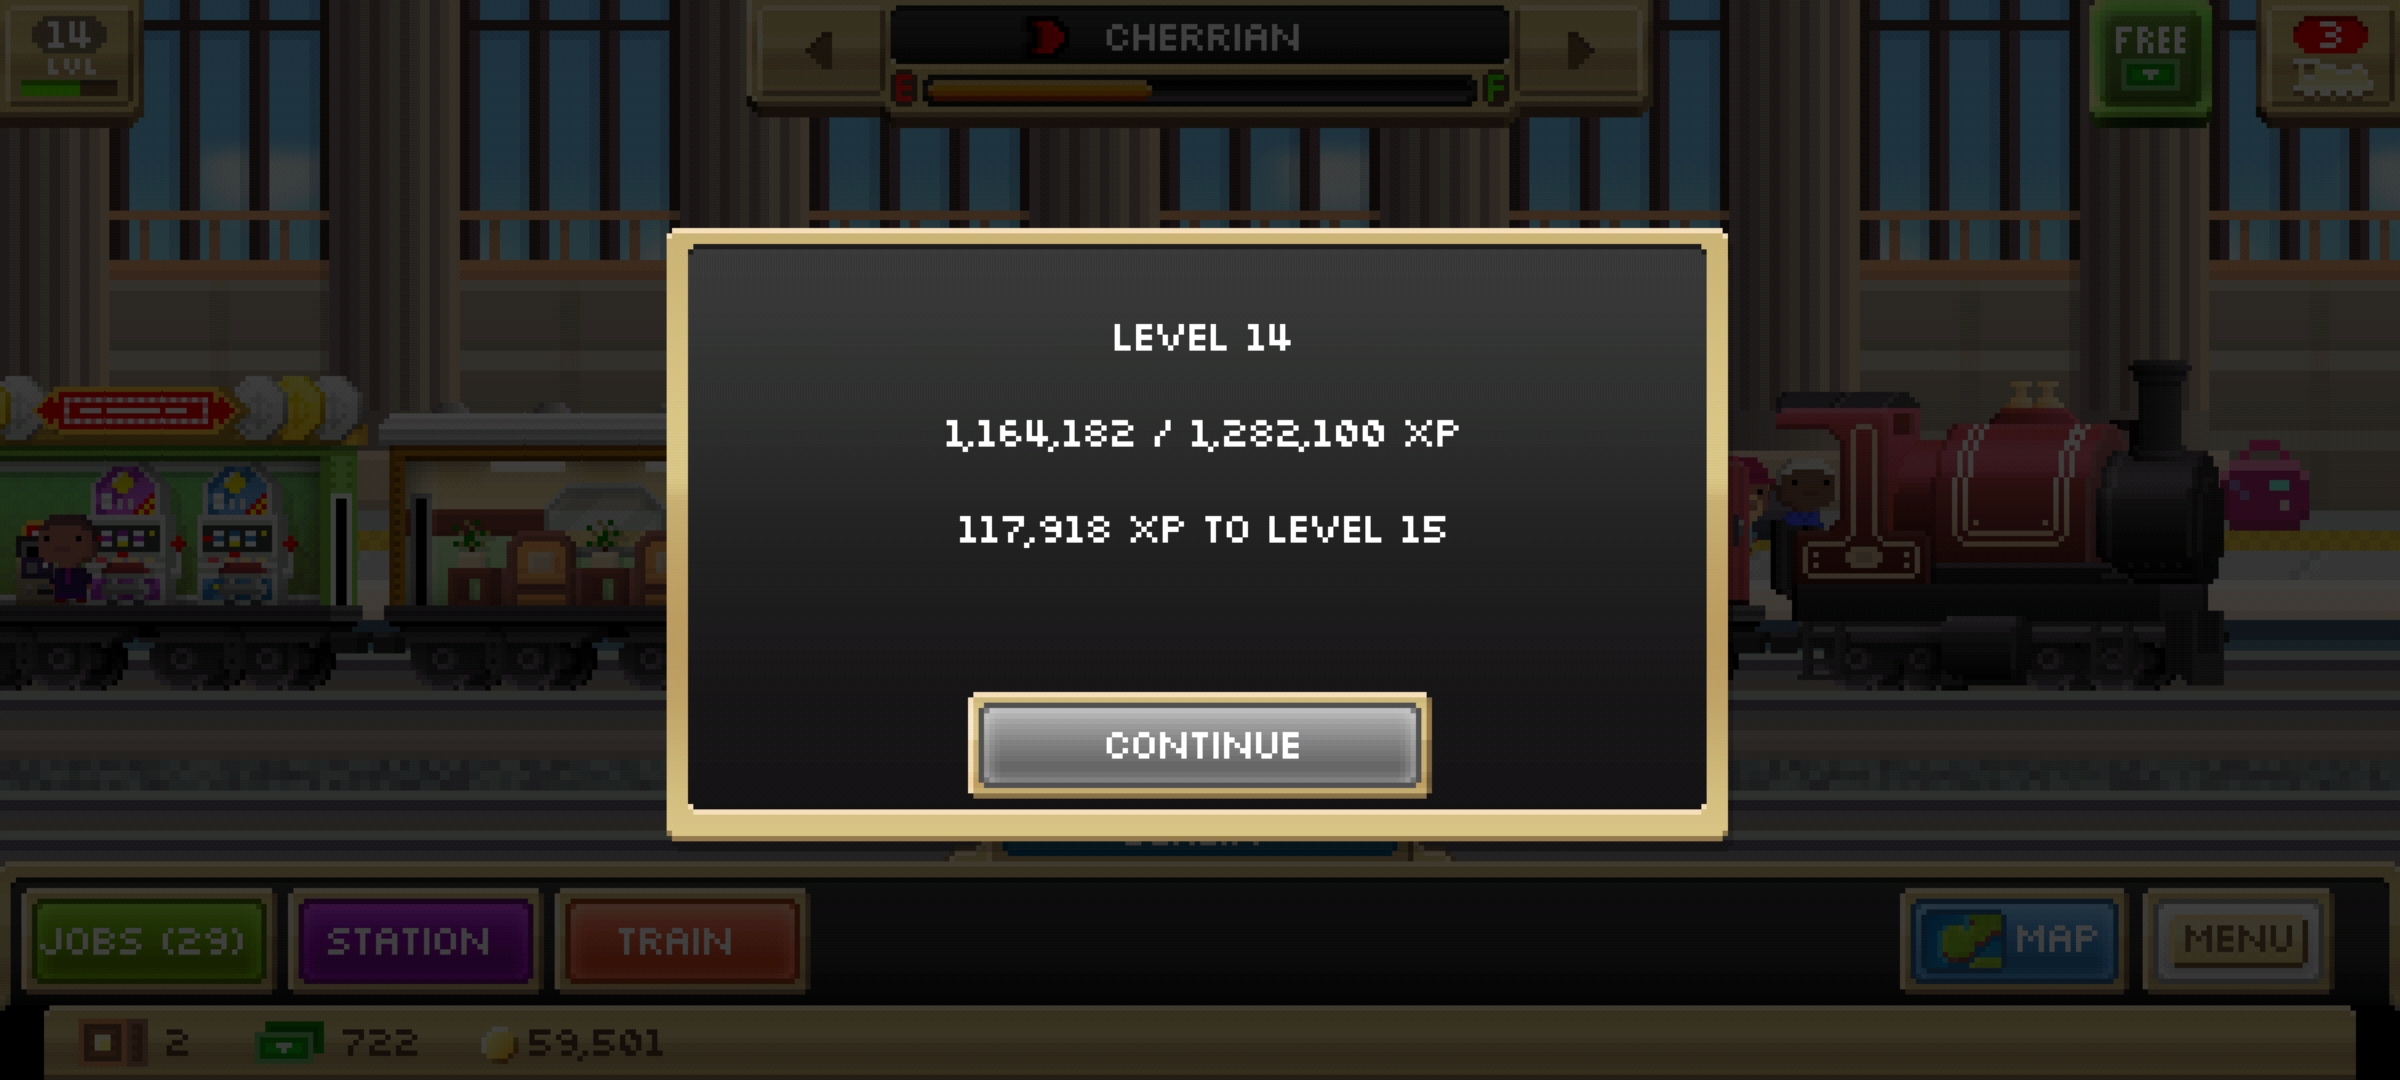 14
LVL
CHERRIAN
E F
FREE
3
LEVEL 14
1,164,182 / 1,282,100 XP
117,918 XP TO LEVEL 15
CONTINUE
JOBS (29)
STATION
TRAIN
MAP
MENU
2
722
59,501